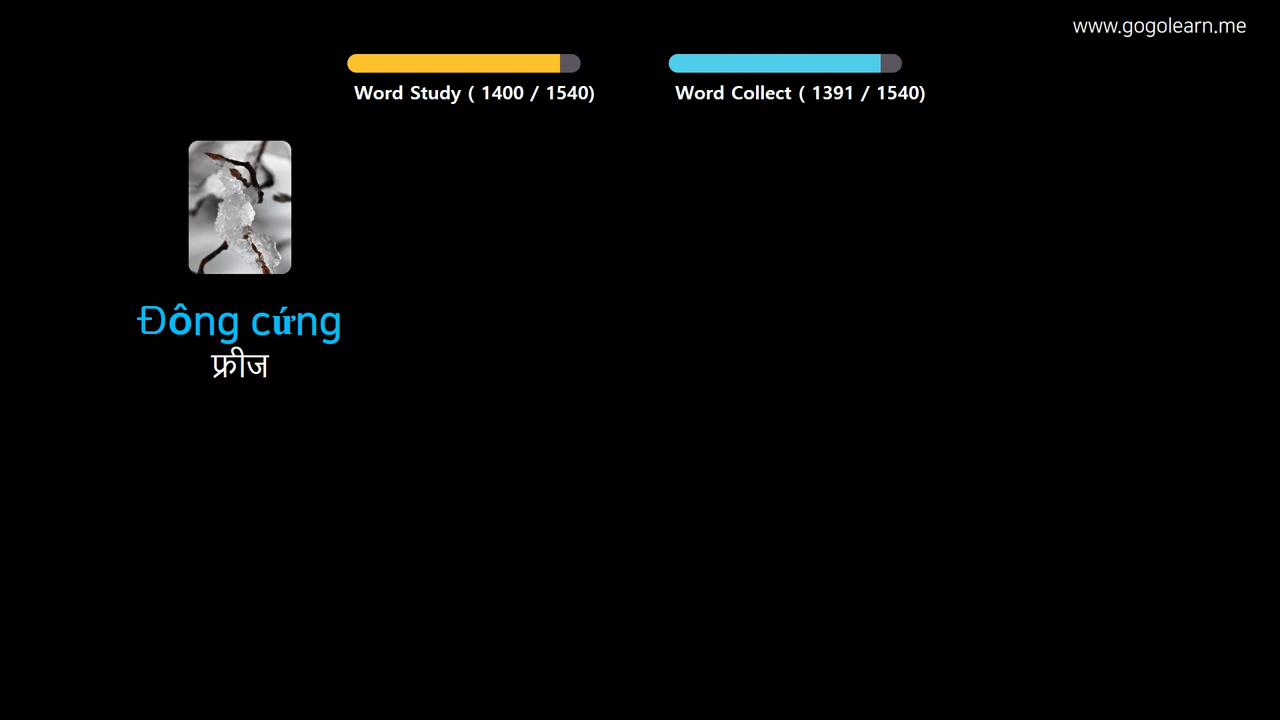 www.gogolearn.me
Word Study ( 1400 / 1540)
Word Collect ( 1391 / 1540)
Đông cứng
फ्रीज